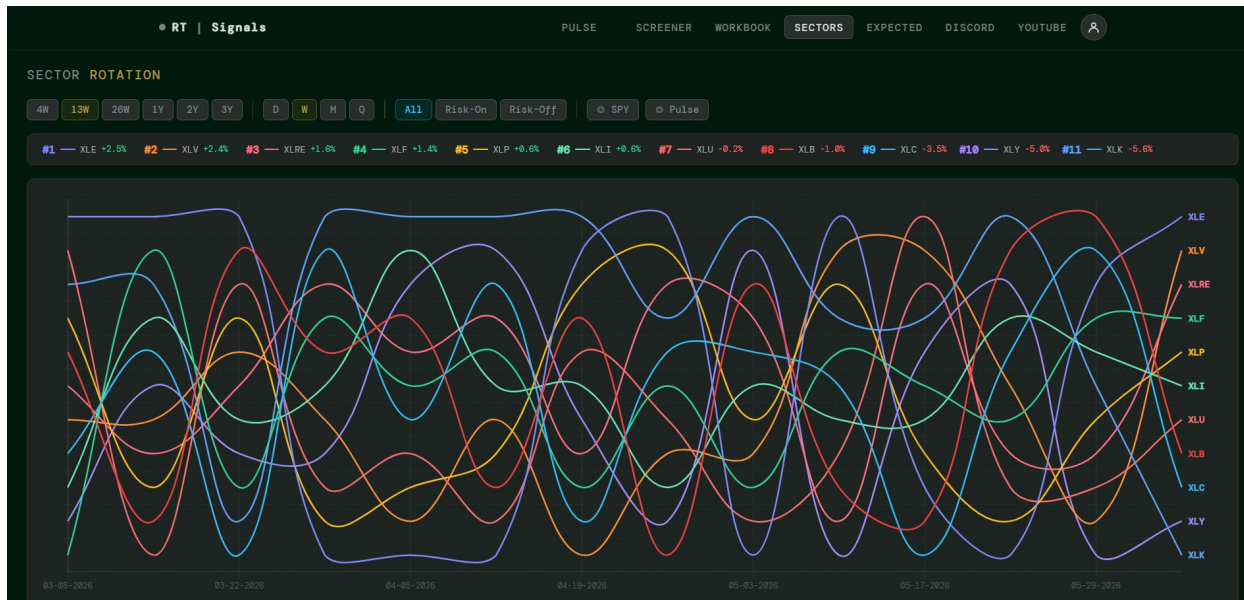 RT | Signals PULSE SCREENER WORKBOOK SECTORS EXPECTED DISCORD YOUTUBE
SECTOR ROTATION
4W 13W 26W 1Y 2Y 3Y D W M Q All Risk-On Risk-Off ◎ SPY ◎ Pulse
#1 — XLE +2.5% #2 — XLV +2.4% #3 — XLRE +1.6% #4 — XLF +1.4% #5 — XLP +0.6% #6 — XLI +0.6% #7 — XLU -0.2% #8 — XLB -1.0% #9 — XLC -3.5% #10 — XLY -5.0% #11 — XLK -5.6%
XLE
XLV
XLRE
XLF
XLP
XLI
XLU
XLB
XLC
XLY
XLK
03-08-2026 03-22-2026 04-05-2026 04-19-2026 05-03-2026 05-17-2026 05-29-2026